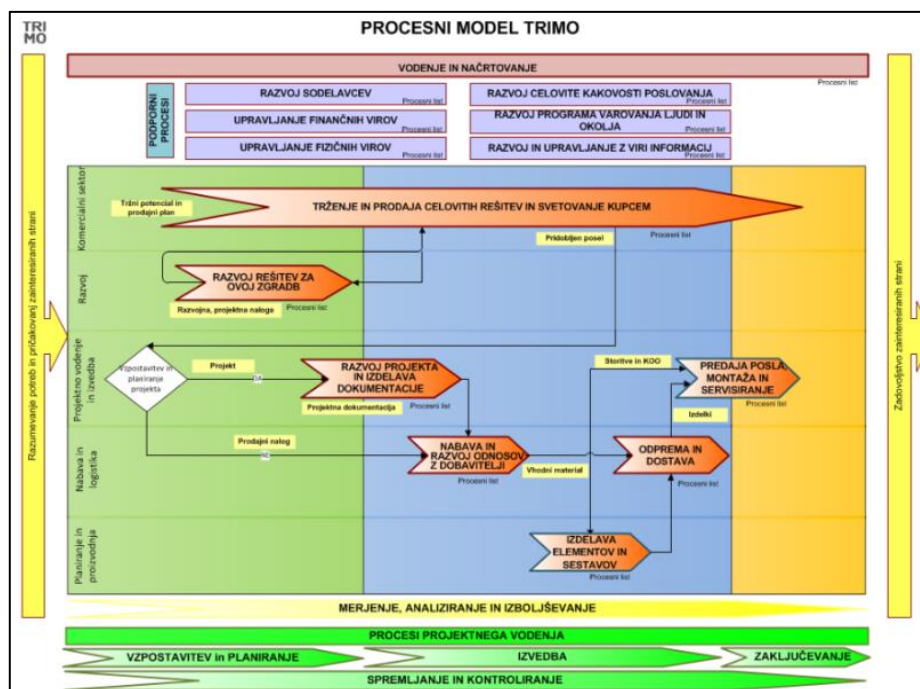 TRI
MO
PROCESNI MODEL TRIMO
VODENJE IN NAČRTOVANJE
Procesni list
PODPORNI
PROCESI
RAZVOJ SODELAVCEV
Procesni list
RAZVOJ CELOVITE KAKOVOSTI POSLOVANJA
Procesni list
UPRAVLJANJE FINANČNIH VIROV
Procesni list
RAZVOJ PROGRAMA VAROVANJA LJUDI IN
OKOLJA
Procesni list
UPRAVLJANJE FIZIČNIH VIROV
Procesni list
RAZVOJ IN UPRAVLJANJE Z VIRI INFORMACIJ
Procesni list
Razumevanje potreb in pričakovanj zainteresiranih strani
Zadovoljstvo zainteresiranih strani
Komercialni sektor
Tržni potencial in
prodajni plan
TRŽENJE IN PRODAJA CELOVITIH REŠITEV IN SVETOVANJE KUPCEM
Procesni list
Pridobljen posel
Razvoj
RAZVOJ REŠITEV ZA
OVOJ ZGRADB
Procesni list
Razvojna, projektna naloga
Projektno vodenje
in izvedba
Vzpostavitev in
planiranje
projekta
Projekt
DA
RAZVOJ PROJEKTA
IN IZDELAVA
DOKUMENTACIJE
Projektna dokumentacija
Procesni list
Storitve in KOO
PREDAJA POSLA,
MONTAŽA IN
SERVISIRANJE
Procesni list
Izdelki
Nabava in
logistika
Prodajni nalog
NE
NABAVA IN
RAZVOJ ODNOSOV
Z DOBAVITELJI
Procesni list
Vhodni material
ODPREMA IN
DOSTAVA
Procesni list
Planiranje in
proizvodnja
IZDELAVA
ELEMENTOV IN
SESTAVOV
Procesni list
MERJENJE, ANALIZIRANJE IN IZBOLJŠEVANJE
PROCESI PROJEKTNEGA VODENJA
VZPOSTAVITEV in PLANIRANJE
IZVEDBA
ZAKLJUČEVANJE
SPREMLJANJE IN KONTROLIRANJE